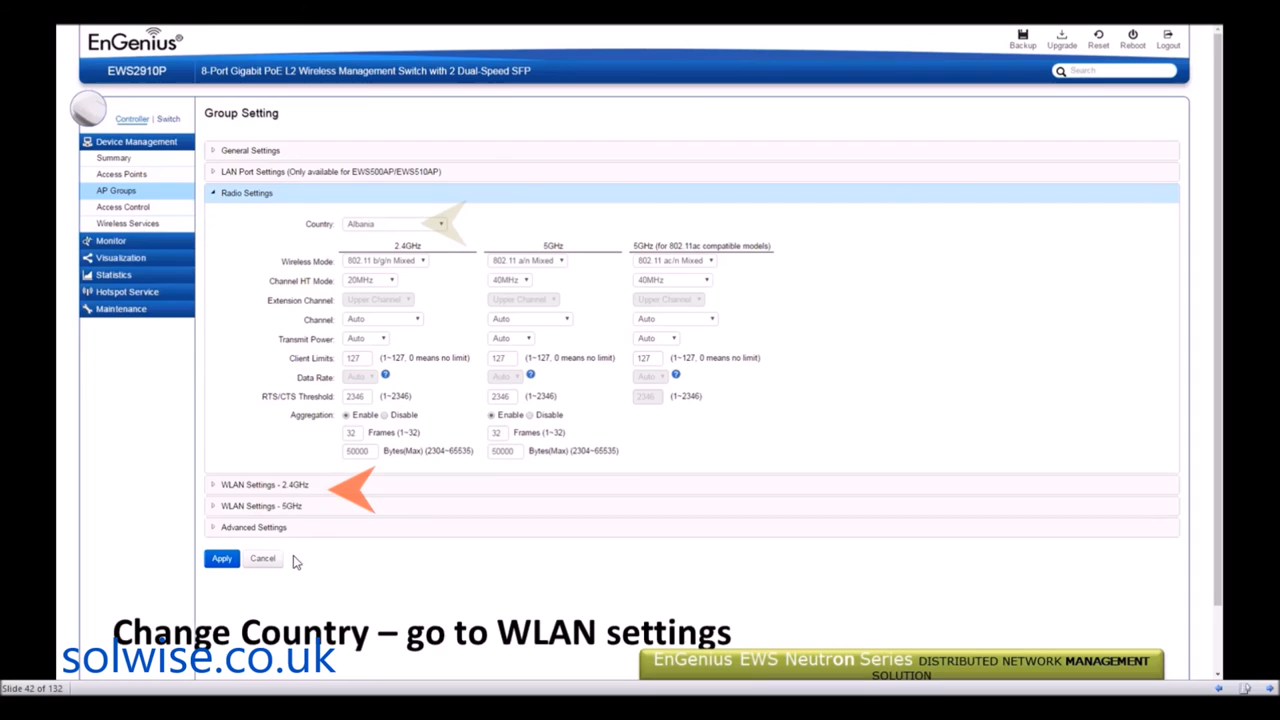 EnGenius®
Backup Upgrade Reset Reboot Logout
EWS2910P 8-Port Gigabit PoE L2 Wireless Management Switch with 2 Dual-Speed SFP
Search
Controller | Switch
Group Setting
Device Management
Summary
Access Points
AP Groups
Access Control
Wireless Services
Monitor
Visualization
Statistics
Hotspot Service
Maintenance
General Settings
LAN Port Settings (Only available for EWS500AP/EWS510AP)
Radio Settings
Country: Albania
2.4GHz 5GHz 5GHz (for 802.11ac compatible models)
Wireless Mode: 802.11 b/g/n Mixed 802.11 a/n Mixed 802.11 ac/n Mixed
Channel HT Mode: 20MHz 40MHz 40MHz
Extension Channel: Upper Channel Upper Channel Upper Channel
Channel: Auto Auto Auto
Transmit Power: Auto Auto Auto
Client Limits: 127 (1~127, 0 means no limit) 127 (1~127, 0 means no limit) 127 (1~127, 0 means no limit)
Data Rate: Auto ? Auto ? Auto ?
RTS/CTS Threshold: 2346 (1~2346) 2346 (1~2346) 2346 (1~2346)
Aggregation: Enable Disable Enable Disable
32 Frames (1~32) 32 Frames (1~32)
50000 Bytes(Max) (2304~65535) 50000 Bytes(Max) (2304~65535)
WLAN Settings - 2.4GHz
WLAN Settings - 5GHz
Advanced Settings
Apply Cancel
Change Country – go to WLAN settings
solwise.co.uk
EnGenius EWS Neutron Series DISTRIBUTED NETWORK MANAGEMENT
SOLUTION
Slide 42 of 132